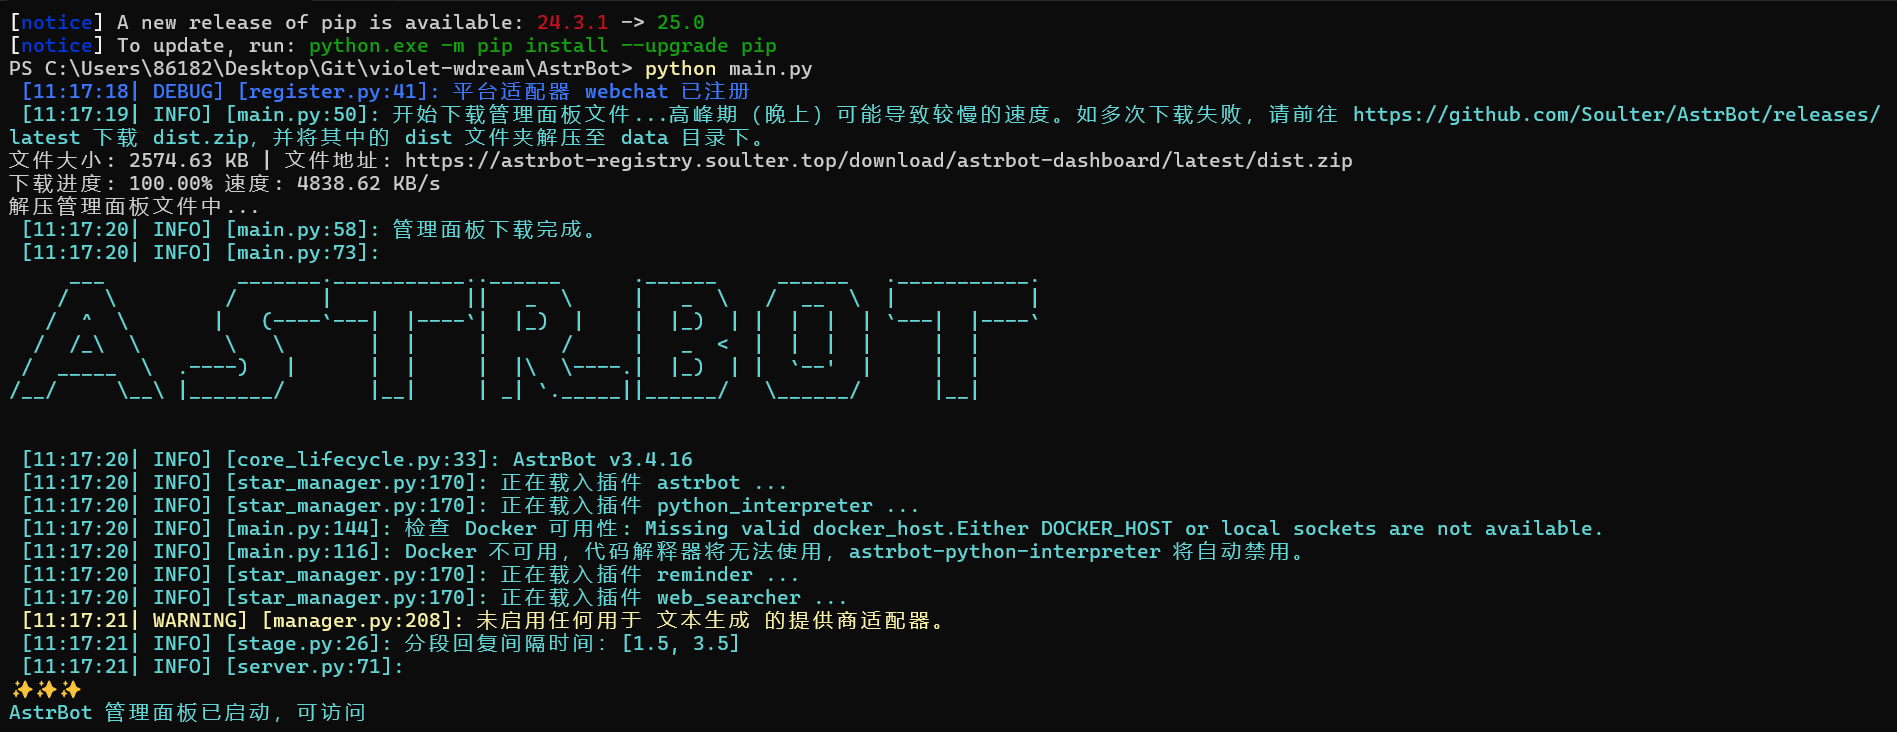 [notice] A new release of pip is available: 24.3.1 -> 25.0
[notice] To update, run: python.exe -m pip install --upgrade pip
PS C:\Users\86182\Desktop\Git\violet-wdream\AstrBot> python main.py
 [11:17:18| DEBUG] [register.py:41]: 平台适配器 webchat 已注册
 [11:17:19| INFO] [main.py:50]: 开始下载管理面板文件...高峰期（晚上）可能导致较慢的速度。如多次下载失败，请前往 https://github.com/Soulter/AstrBot/releases/
latest 下载 dist.zip，并将其中的 dist 文件夹解压至 data 目录下。
文件大小: 2574.63 KB | 文件地址: https://astrbot-registry.soulter.top/download/astrbot-dashboard/latest/dist.zip
下载进度: 100.00% 速度: 4838.62 KB/s
解压管理面板文件中...
 [11:17:20| INFO] [main.py:58]: 管理面板下载完成。
 [11:17:20| INFO] [main.py:73]:
ASTRBOT
 [11:17:20| INFO] [core_lifecycle.py:33]: AstrBot v3.4.16
 [11:17:20| INFO] [star_manager.py:170]: 正在载入插件 astrbot ...
 [11:17:20| INFO] [star_manager.py:170]: 正在载入插件 python_interpreter ...
 [11:17:20| INFO] [main.py:144]: 检查 Docker 可用性: Missing valid docker_host.Either DOCKER_HOST or local sockets are not available.
 [11:17:20| INFO] [main.py:116]: Docker 不可用，代码解释器将无法使用，astrbot-python-interpreter 将自动禁用。
 [11:17:20| INFO] [star_manager.py:170]: 正在载入插件 reminder ...
 [11:17:20| INFO] [star_manager.py:170]: 正在载入插件 web_searcher ...
 [11:17:21| WARNING] [manager.py:208]: 未启用任何用于 文本生成 的提供商适配器。
 [11:17:21| INFO] [stage.py:26]: 分段回复间隔时间: [1.5, 3.5]
 [11:17:21| INFO] [server.py:71]:
✨✨✨
AstrBot 管理面板已启动，可访问